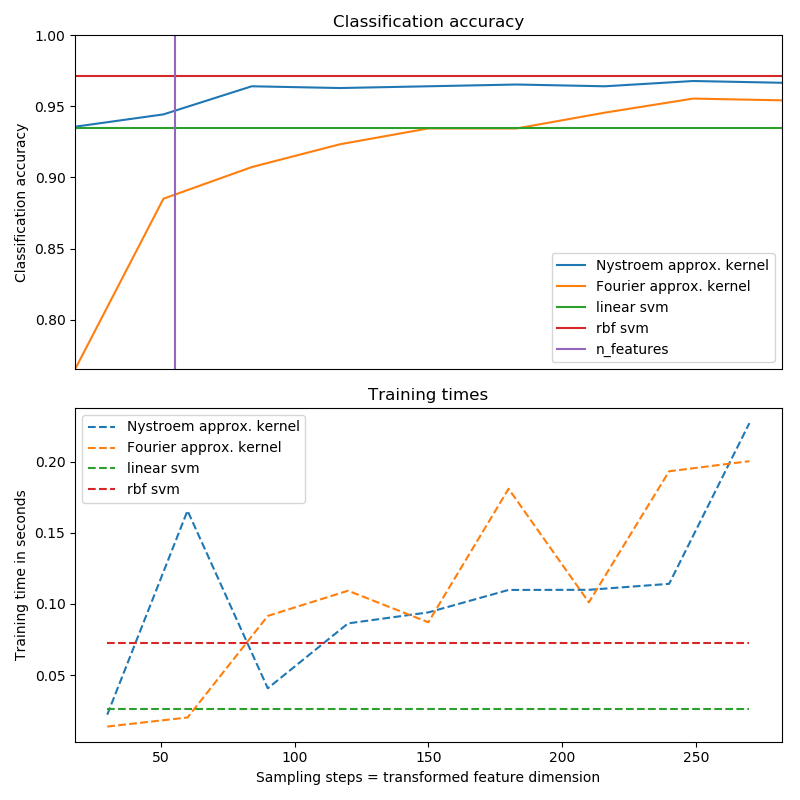 Classification accuracy
1.00
0.95
0.90
0.85
0.80
Classification accuracy
Nystroem approx. kernel
Fourier approx. kernel
linear svm
rbf svm
n_features
Training times
Nystroem approx. kernel
Fourier approx. kernel
linear svm
rbf svm
0.20
0.15
0.10
0.05
Training time in seconds
50
100
150
200
250
Sampling steps = transformed feature dimension